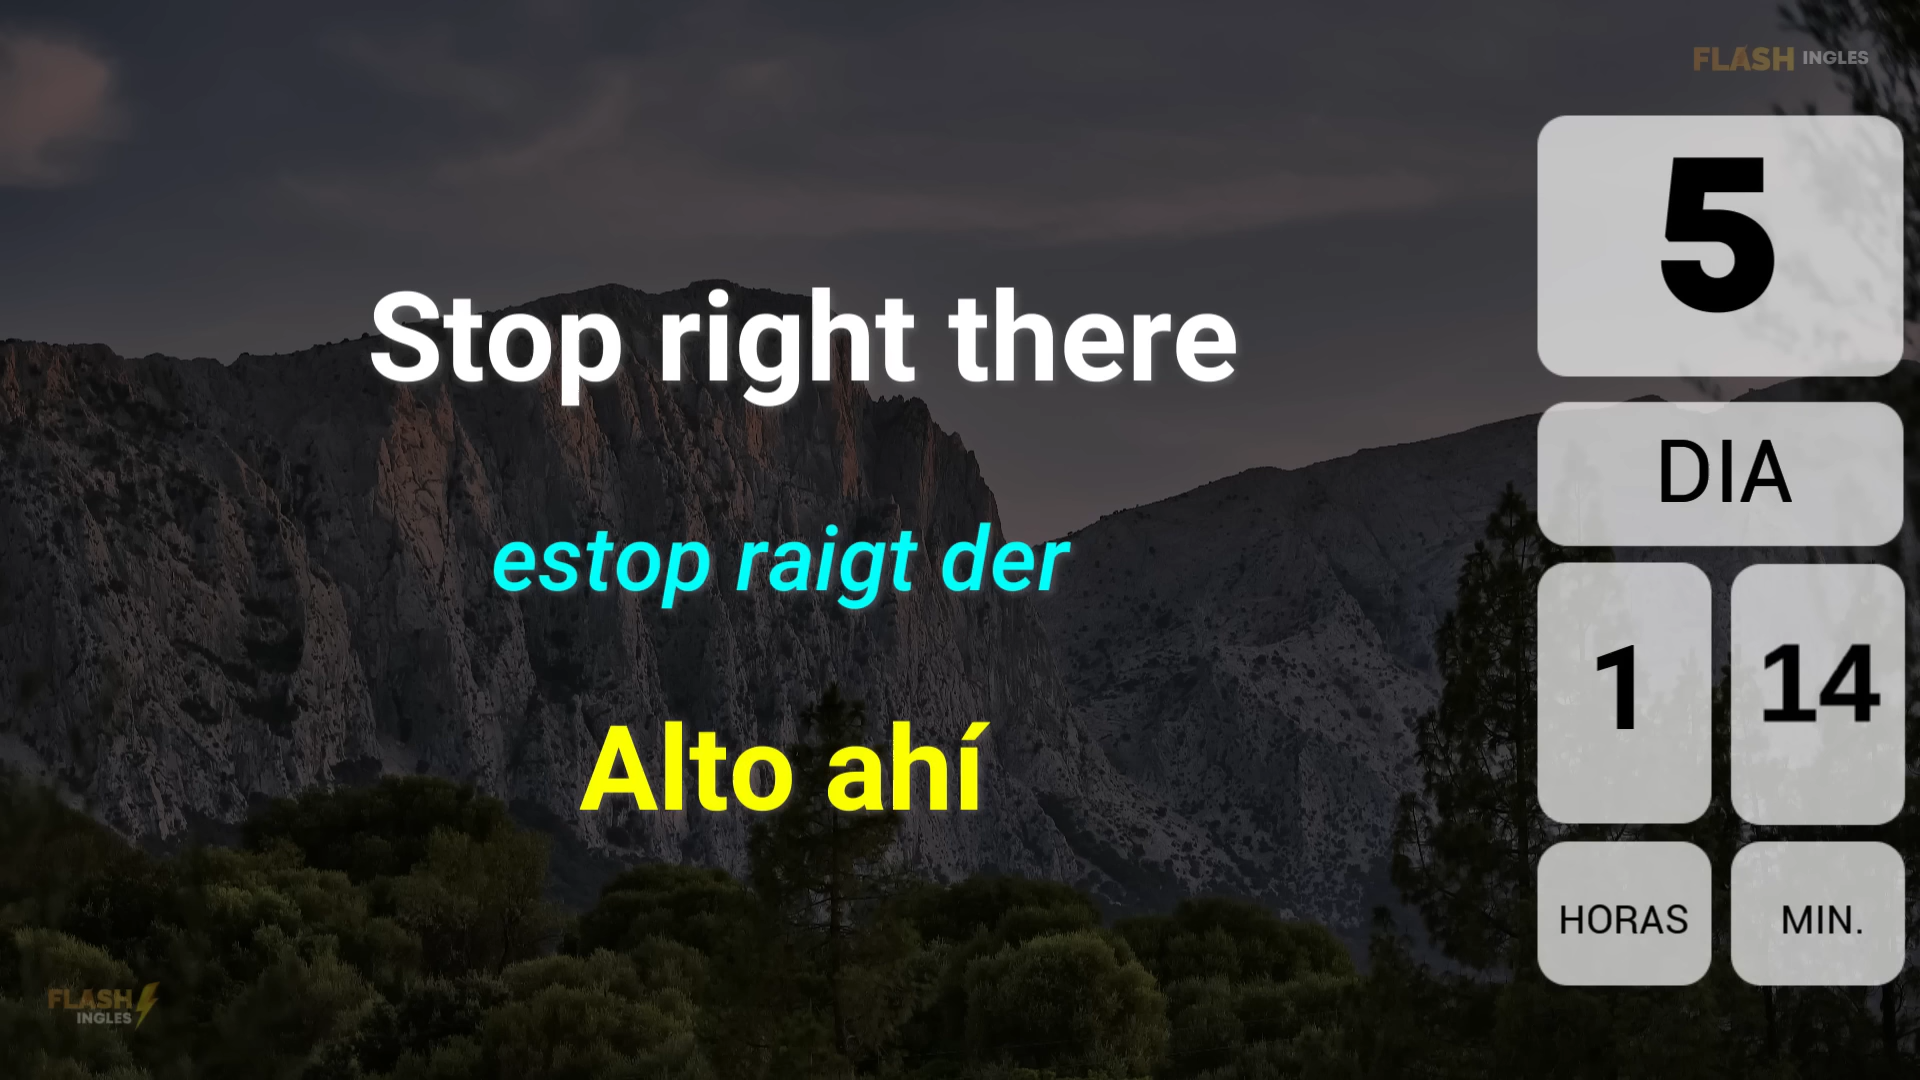 FLASH INGLES
5
DIA
Stop right there
estop raigt der
Alto ahí
1 14
HORAS MIN.
FLASH
INGLES